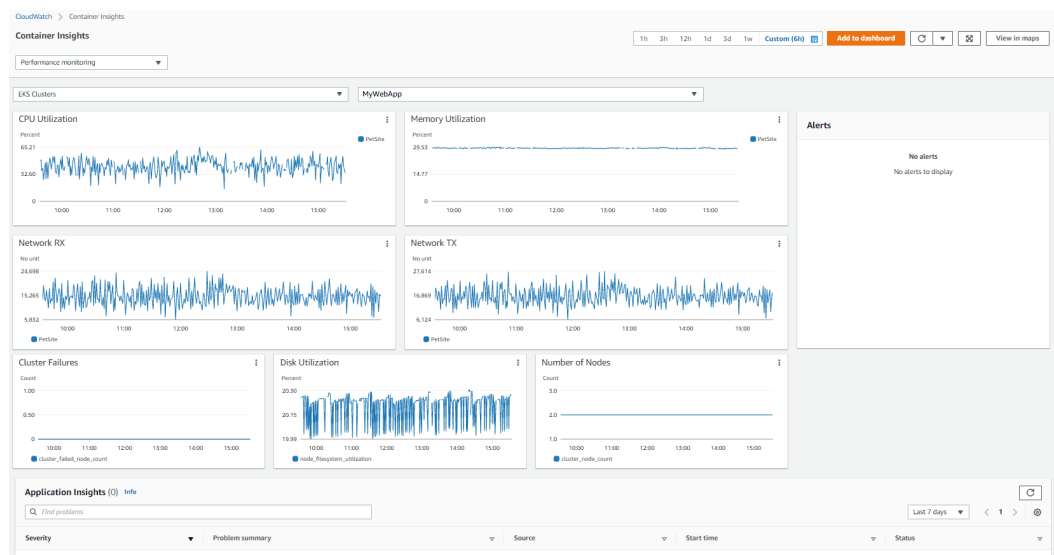 CloudWatch > Container Insights
Container Insights
1h 3h 12h 1d 3d 1w Custom (6h) Add to dashboard View in maps
Performance monitoring
EKS Clusters MyWebApp
CPU Utilization
Percent
PetSite
65.21
32.60
0
10:00 11:00 12:00 13:00 14:00 15:00
Memory Utilization
Percent
PetSite
29.53
14.77
0
10:00 11:00 12:00 13:00 14:00 15:00
Alerts
No alerts
No alerts to display
Network RX
No unit
24,698
15,265
5,832
10:00 11:00 12:00 13:00 14:00 15:00
PetSite
Network TX
No unit
27,614
16,869
6,124
10:00 11:00 12:00 13:00 14:00 15:00
PetSite
Cluster Failures
Count
1.00
0.50
0
10:00 11:00 12:00 13:00 14:00 15:00
cluster_failed_node_count
Disk Utilization
Percent
20.30
20.15
19.99
10:00 11:00 12:00 13:00 14:00 15:00
node_filesystem_utilization
Number of Nodes
Count
3.0
2.0
1.0
10:00 11:00 12:00 13:00 14:00 15:00
cluster_node_count
Application Insights (0) Info
Find problems
Last 7 days < 1 >
Severity Problem summary Source Start time Status